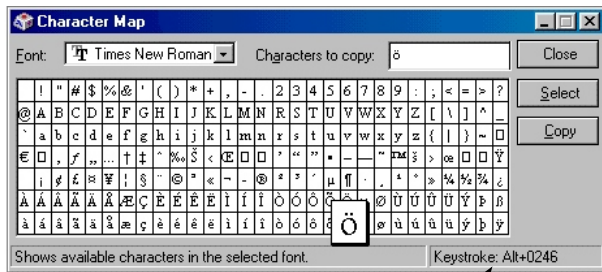 Character Map
Font: Times New Roman Characters to copy: ö Close
! " # $ % & ' ( ) * + , - . 2 3 4 5 6 7 8 9 : ; < = > ?
Select
@ A B C D E F G H I J K L M N R S T U V W X Y Z [ \ ] ^ _
` a b c d e f g h i j k l m n r s t u v w x y z { | } ~ □
Copy
€ □ ‚ ƒ „ … † ‡ ˆ ‰ Š ‹ Œ □ □ ’ “ ” • – — ˜ ™ š › œ □ □ Ÿ
¡ ¢ £ ¤ ¥ ¦ § ¨ © ª « ¬ - ® ² ³ ´ µ ¶ · ¸ ¹ º » ¼ ½ ¾ ¿
À Á Â Ã Ä Å Æ Ç È É Ê Ë Ì Í Î Ò Ó Ô Õ Ø Ù Ú Û Ü Ý Þ ß
à á â ã ä å æ ç è é ê ë ì í î ò ó ô õ ö ø ù ú û ü ý þ ÿ
Shows available characters in the selected font. Keystroke: Alt+0246